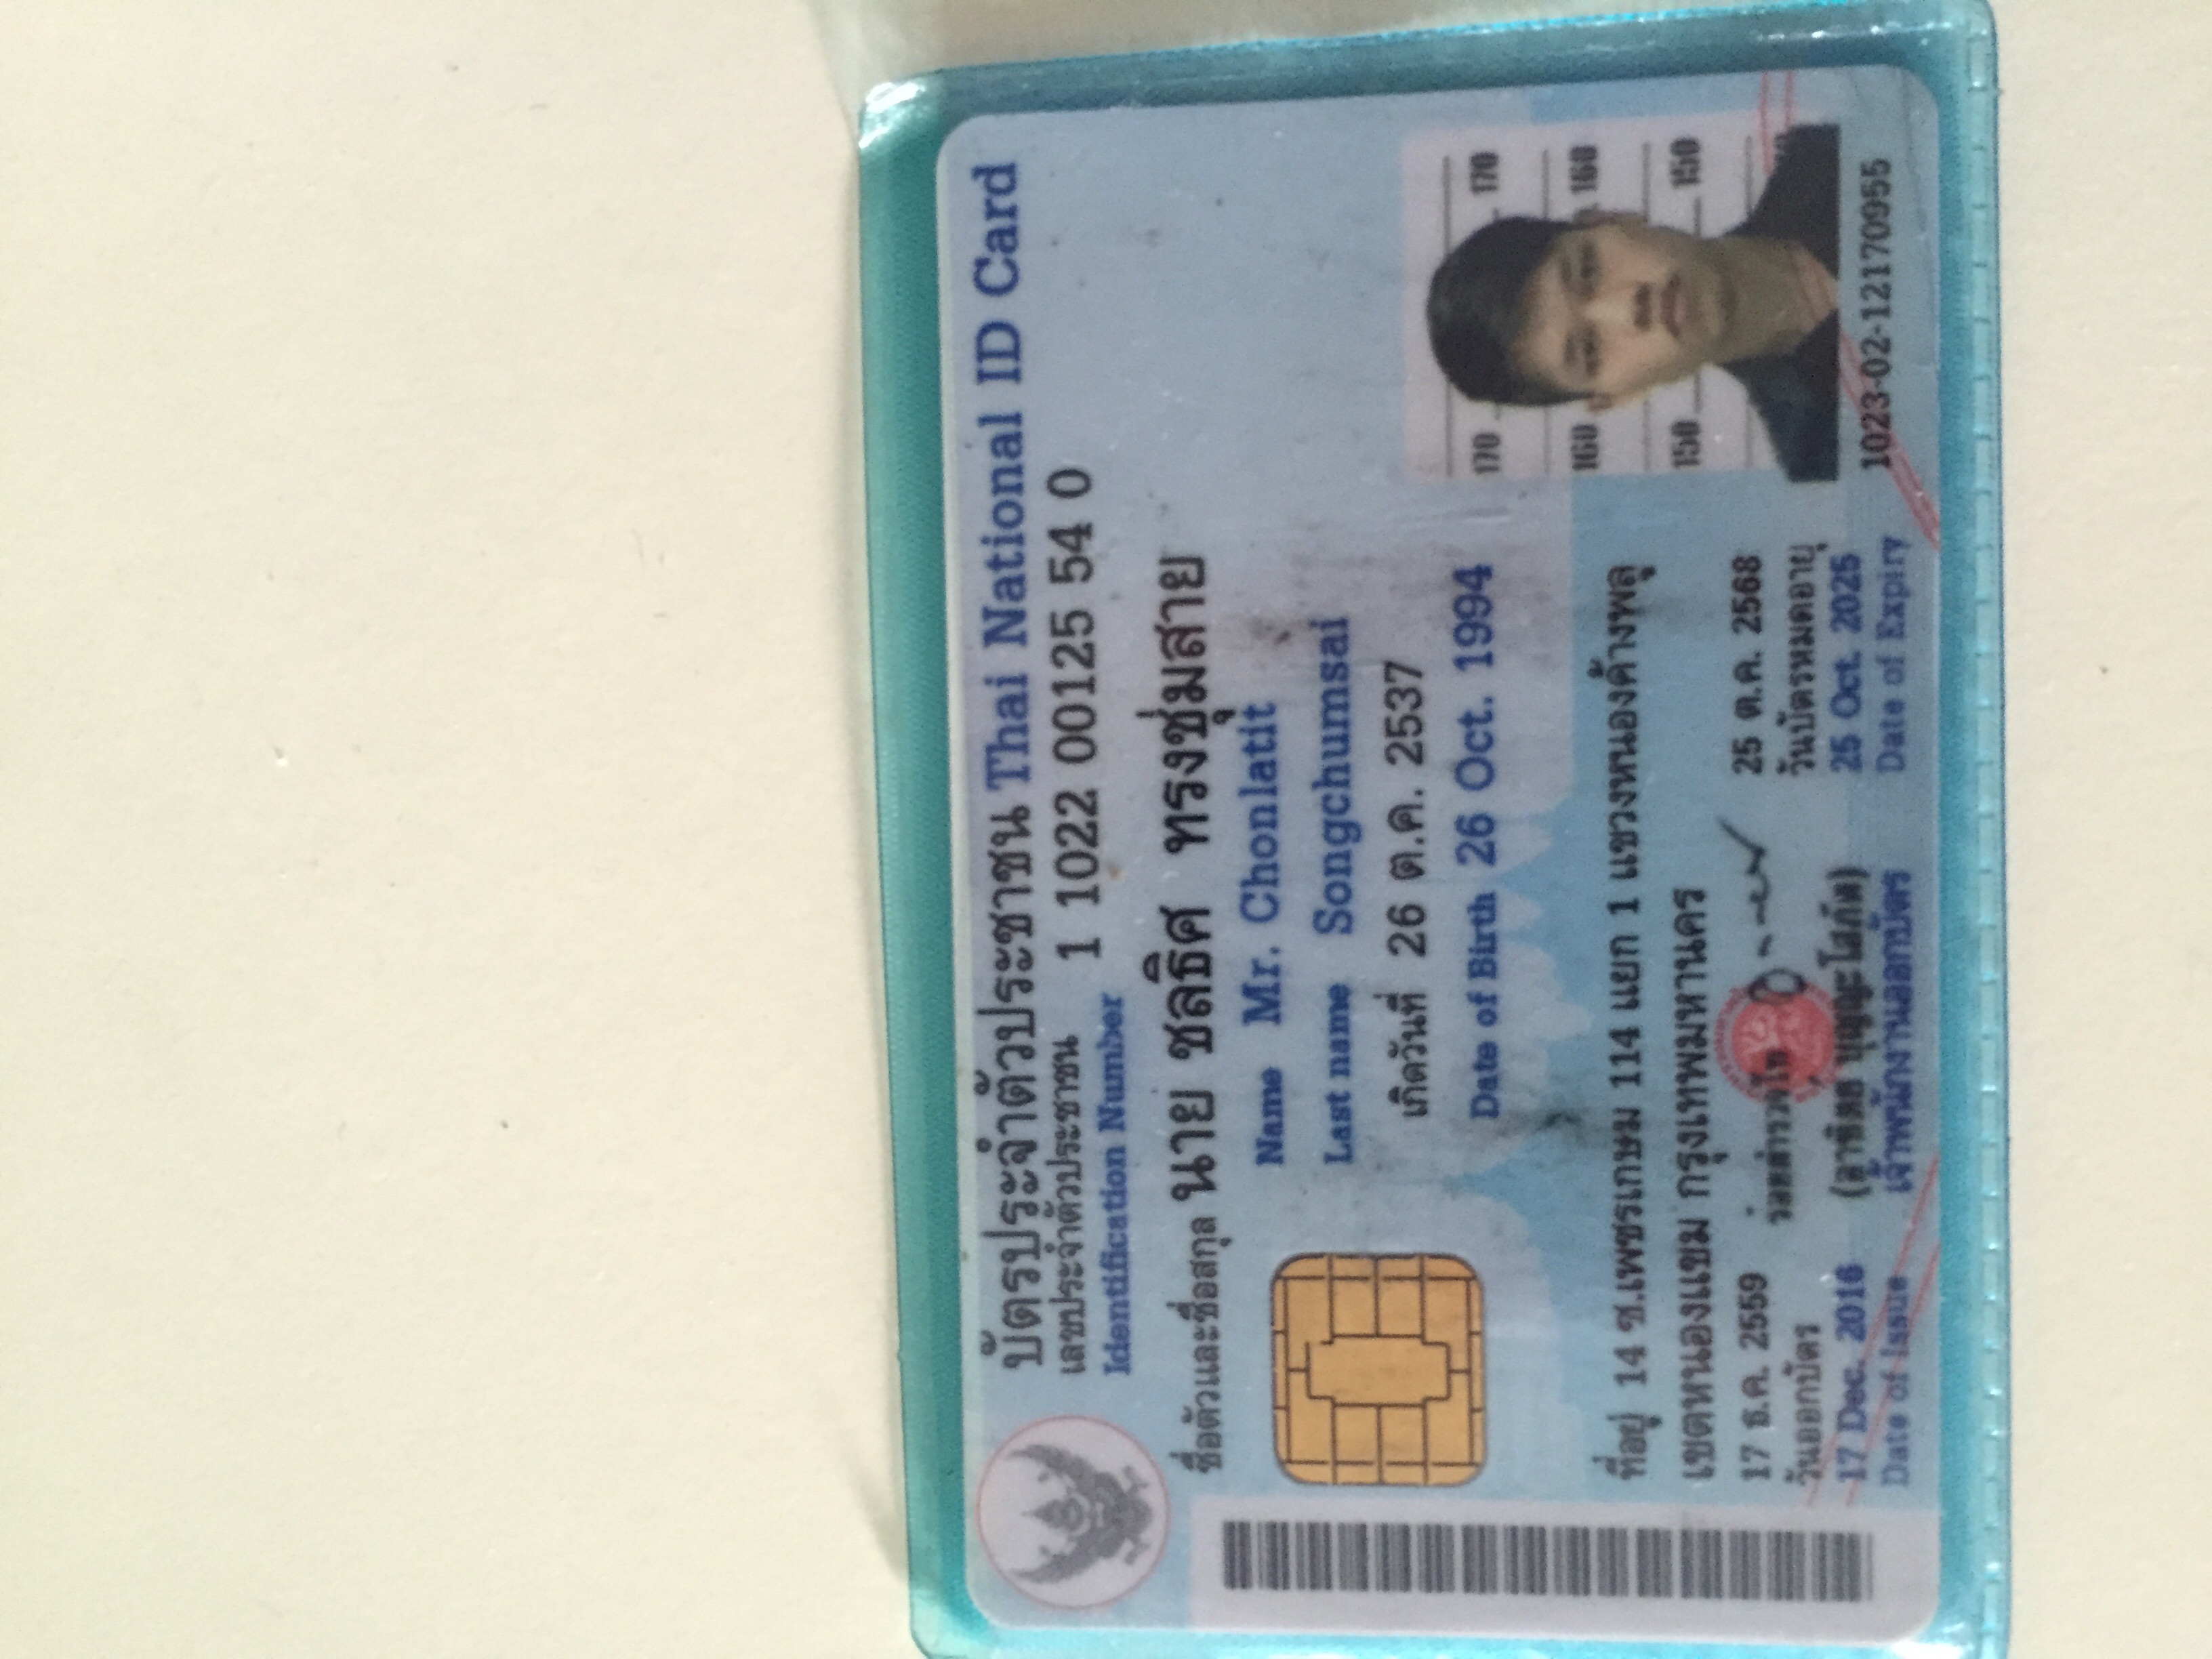 บัตรประจำตัวประชาชน Thai National ID Card
เลขประจำตัวประชาชน
Identification Number
1 1022 00125 54 0
ชื่อตัวและชื่อสกุล นาย ชลธิศ ทรงชุ่มสาย
Name Mr. Chonlatit
Last name Songchumsai
เกิดวันที่ 26 ต.ค. 2537
Date of Birth 26 Oct. 1994
170 170
160 160
150 150
ที่อยู่ 14 ซ.เพชรเกษม 114 แยก 1 แขวงหนองค้างพลู
เขตหนองแขม กรุงเทพมหานคร
17 ธ.ค. 2559
วันออกบัตร
17 Dec. 2016
Date of Issue
ร้อยตำรวจโท
(อาทิตย์ บุญญะโสภัต)
เจ้าพนักงานออกบัตร
25 ต.ค. 2568
วันบัตรหมดอายุ
25 Oct. 2025
Date of Expiry
1023-02-12170955